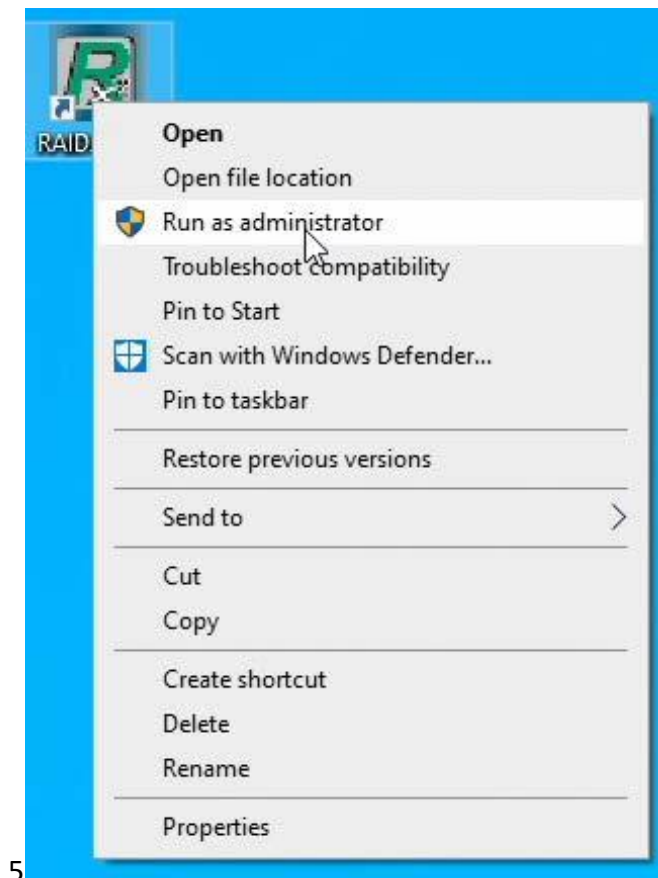 RAID
Open
Open file location
Run as administrator
Troubleshoot compatibility
Pin to Start
Scan with Windows Defender...
Pin to taskbar
Restore previous versions
Send to
Cut
Copy
Create shortcut
Delete
Rename
Properties
5